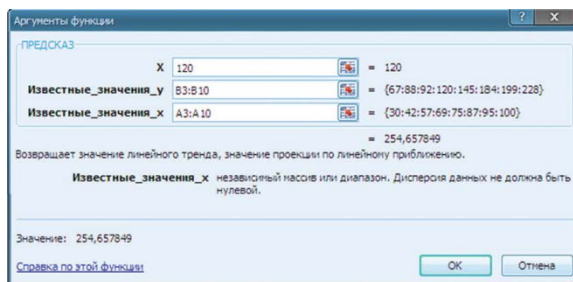 Аргументы функции
ПРЕДСКАЗ
X 120 = 120
Известные_значения_y B3:B10 = {67:88:92:120:145:184:199:228}
Известные_значения_x A3:A10 = {30:42:57:69:75:87:95:100}
= 254,657849
Возвращает значение линейного тренда, значение проекции по линейному приближению.
Известные_значения_x независимый массив или диапазон. Дисперсия данных не должна быть
нулевой.
Значение: 254,657849
Справка по этой функции
ОК Отмена